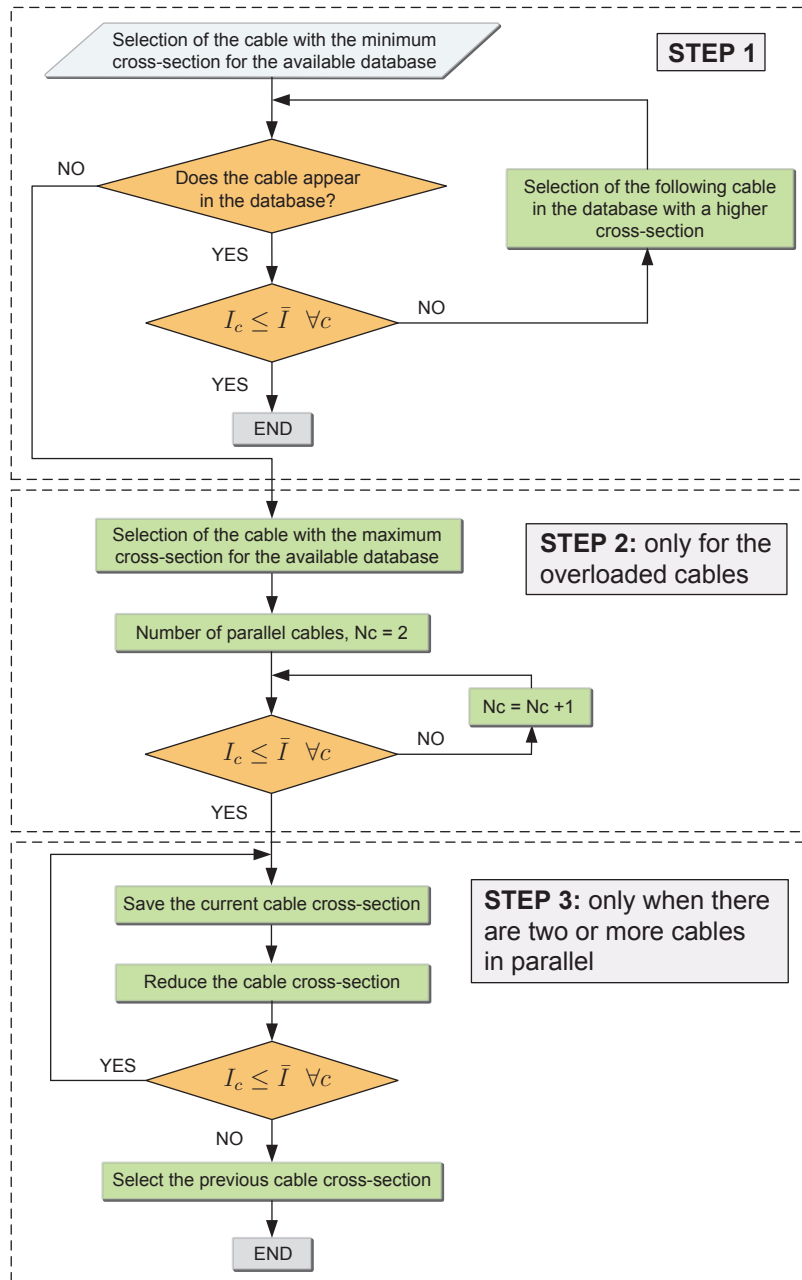 Selection of the cable with the minimum
cross-section for the available database
STEP 1
NO
Does the cable appear
in the database?
Selection of the following cable
in the database with a higher
cross-section
YES
I_c ≤ Ī ∀c
NO
YES
END
Selection of the cable with the maximum
cross-section for the available database
STEP 2: only for the
overloaded cables
Number of parallel cables, Nc = 2
Nc = Nc +1
I_c ≤ Ī ∀c
NO
YES
Save the current cable cross-section
STEP 3: only when there
are two or more cables
in parallel
Reduce the cable cross-section
YES
I_c ≤ Ī ∀c
NO
Select the previous cable cross-section
END